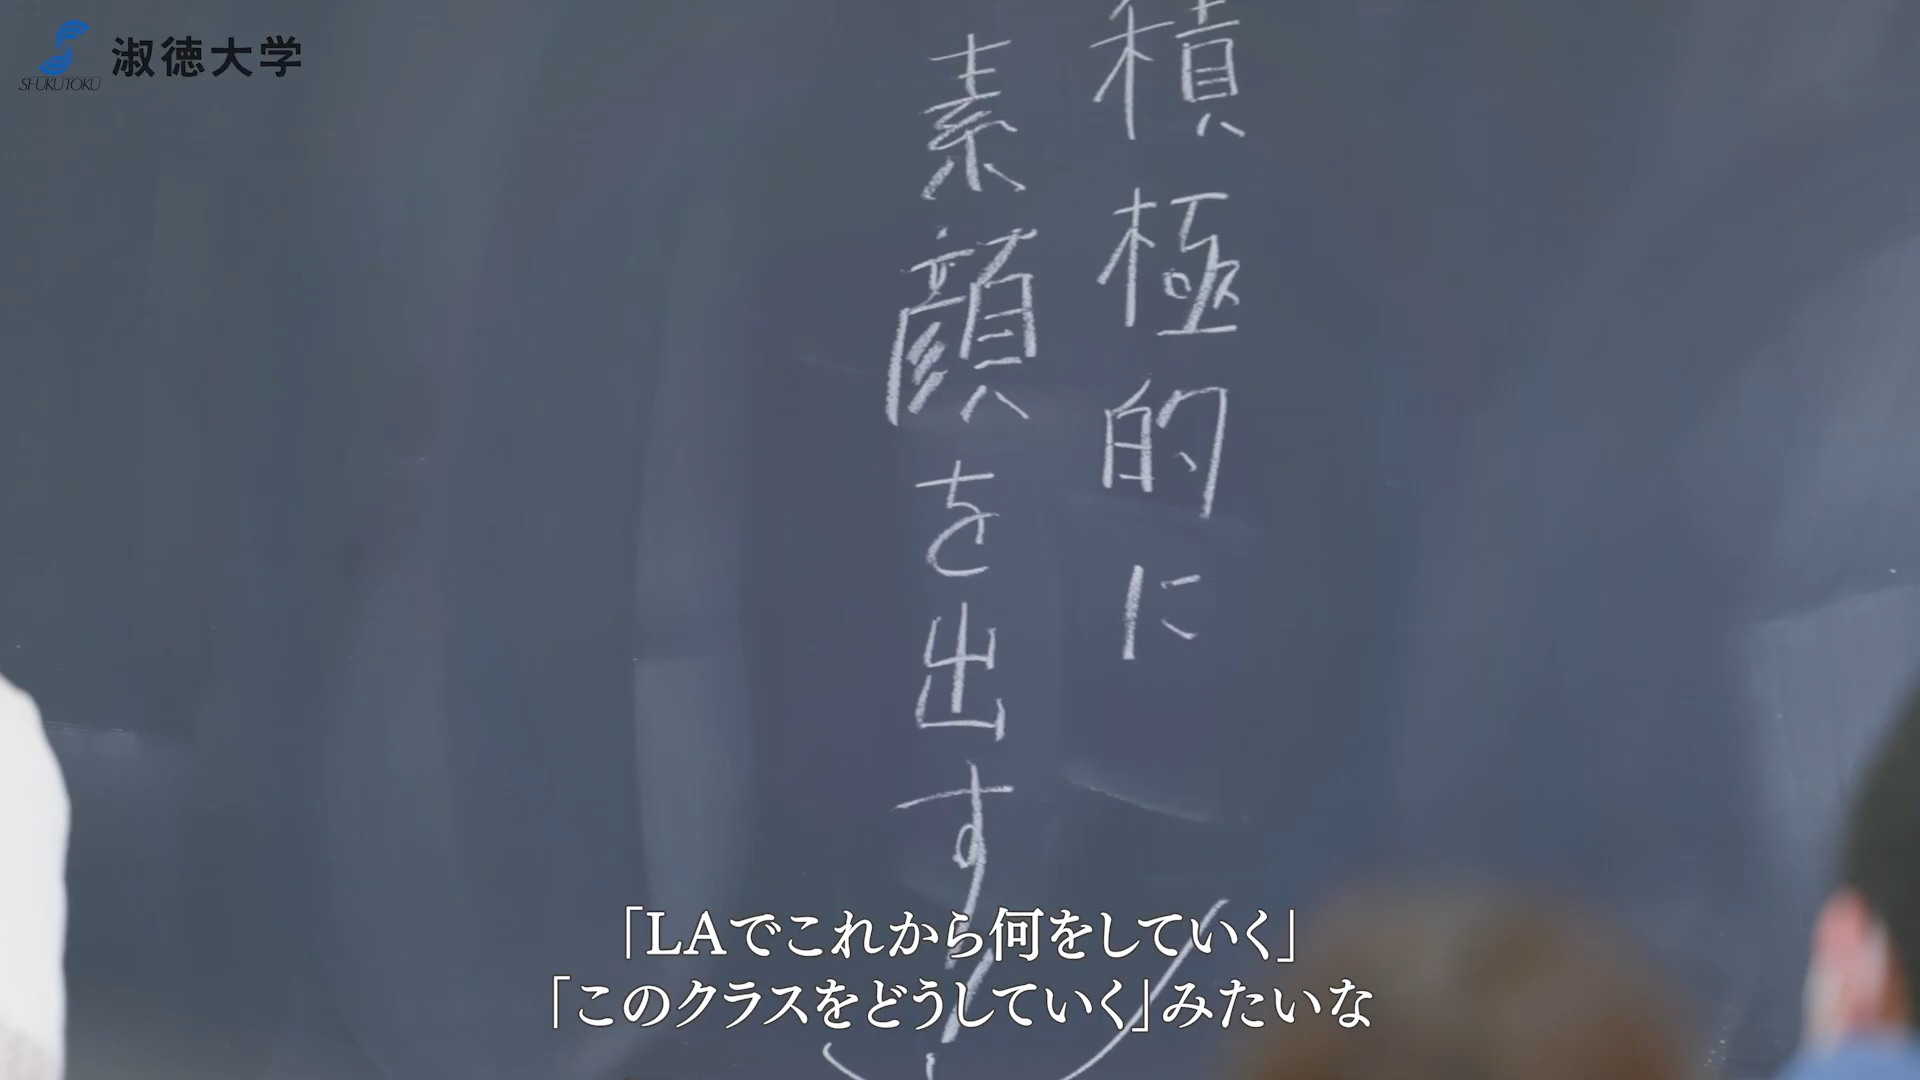 SHUKUTOKU
淑徳大学
積極的に
素顔を出す
「LAでこれから何をしていく」
「このクラスをどうしていく」みたいな